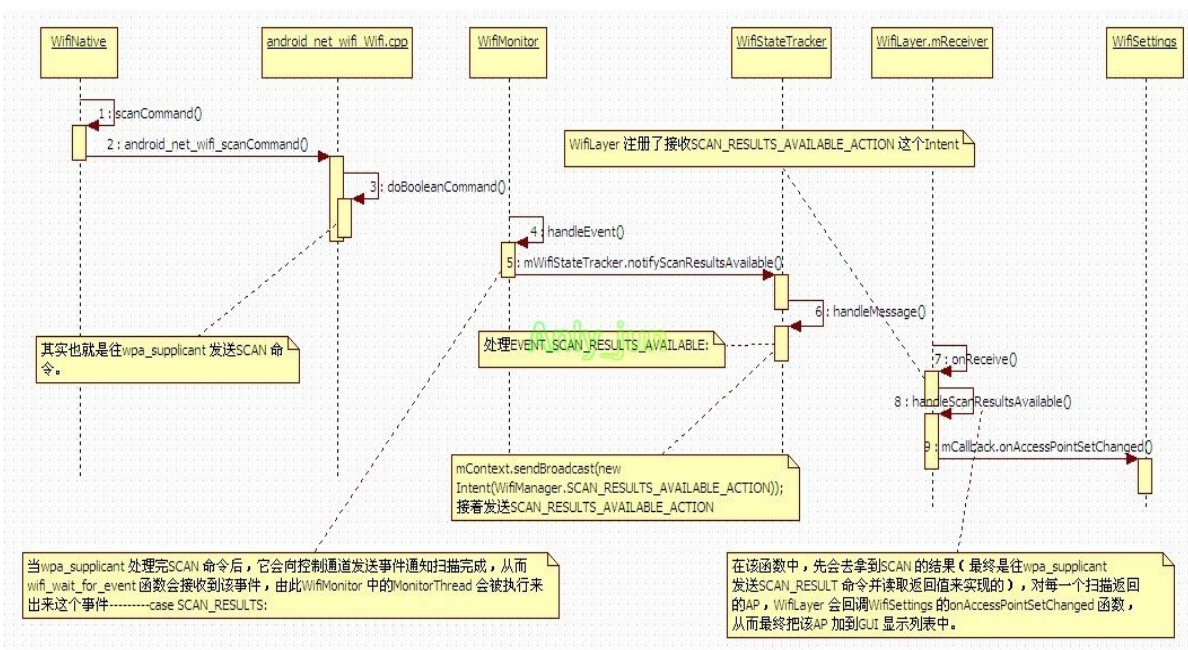 WifiNative
android_net_wifi_Wifi.cpp
WifiMonitor
WifiStateTracker
WifiLayer.mReceiver
WifiSettings
1 : scanCommand()
2 : android_net_wifi_scanCommand()
WifiLayer 注册了接收SCAN_RESULTS_AVAILABLE_ACTION 这个Intent
3 : doBooleanCommand()
4 : handleEvent()
5 : mWifiStateTracker.notifyScanResultsAvailable()
6 : handleMessage()
其实也就是往wpa_supplicant 发送SCAN 命
令。
处理EVENT_SCAN_RESULTS_AVAILABLE:
Anly_jun
7 : onReceive()
8 : handleScanResultsAvailable()
9 : mCallback.onAccessPointSetChanged()
mContext.sendBroadcast(new
Intent(WifiManager.SCAN_RESULTS_AVAILABLE_ACTION));
接着发送SCAN_RESULTS_AVAILABLE_ACTION
当wpa_supplicant 处理完SCAN 命令后，它会向控制通道发送事件通知扫描完成，从而
wifi_wait_for_event 函数会接收到该事件，由此WifiMonitor 中的MonitorThread 会被执行来
出来这个事件---------case SCAN_RESULTS:
在该函数中，先会去拿到SCAN 的结果（最终是往wpa_supplicant
发送SCAN_RESULT 命令并读取返回值来实现的），对每一个扫描返回
的AP，WifiLayer 会回调WifiSettings 的onAccessPointSetChanged 函数，
从而最终把该AP 加到GUI 显示列表中。